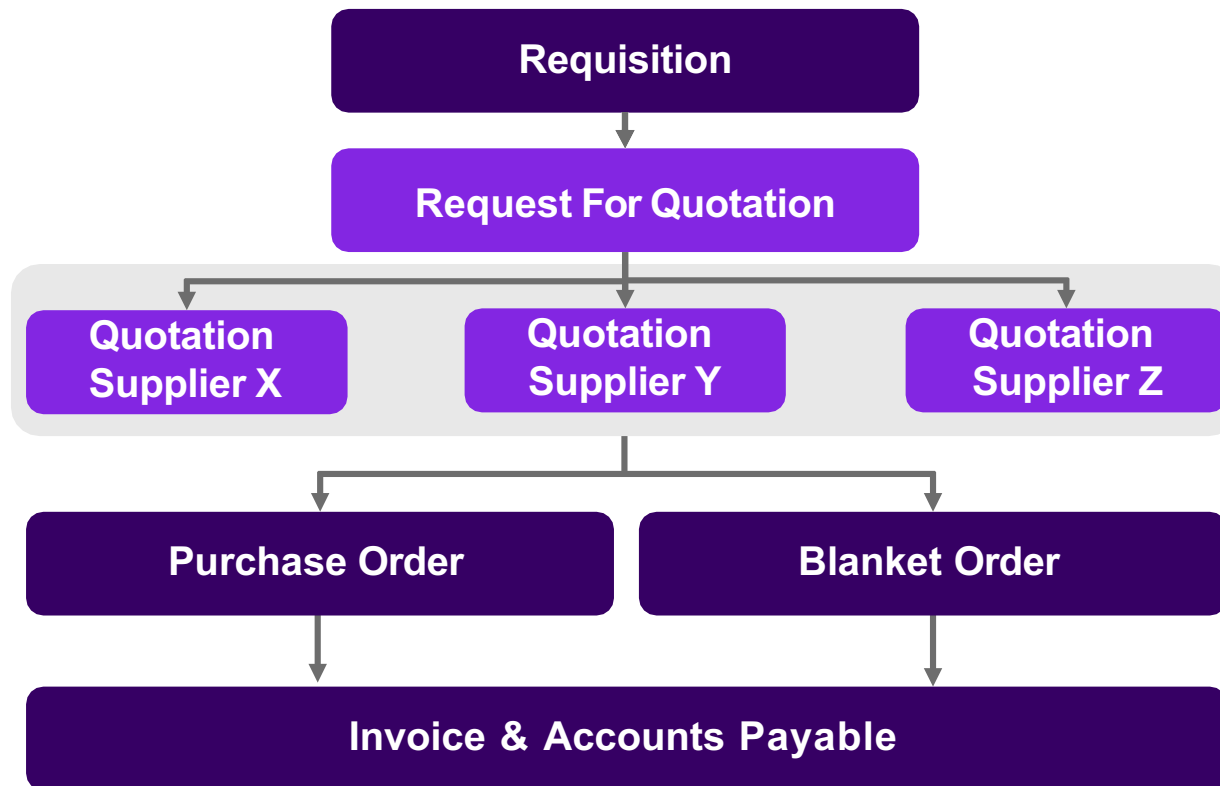 Requisition
Request For Quotation
Quotation
Supplier X
Quotation
Supplier Y
Quotation
Supplier Z
Purchase Order
Blanket Order
Invoice & Accounts Payable